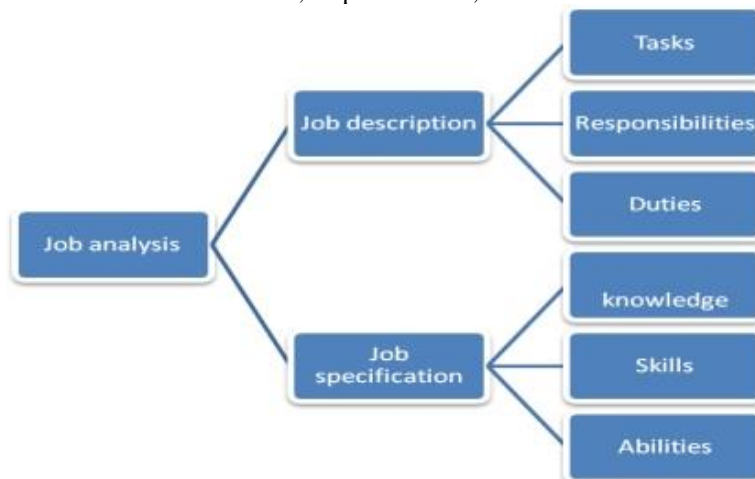 Tasks
Job description
Responsibilities
Duties
Job analysis
knowledge
Job
specification
Skills
Abilities